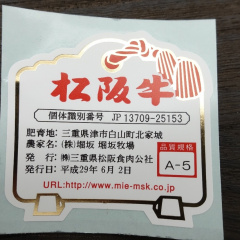 松阪牛
個体識別番号 JP 13709-25153
肥育地: 三重県津市白山町北家城
農家名: (株)堀坂 堀坂牧場
発 行: ㈱三重県松阪食肉公社
発行日: 平成29年 6月 2日
品質規格
A-5
URL:http://www.mie-msk.co.jp